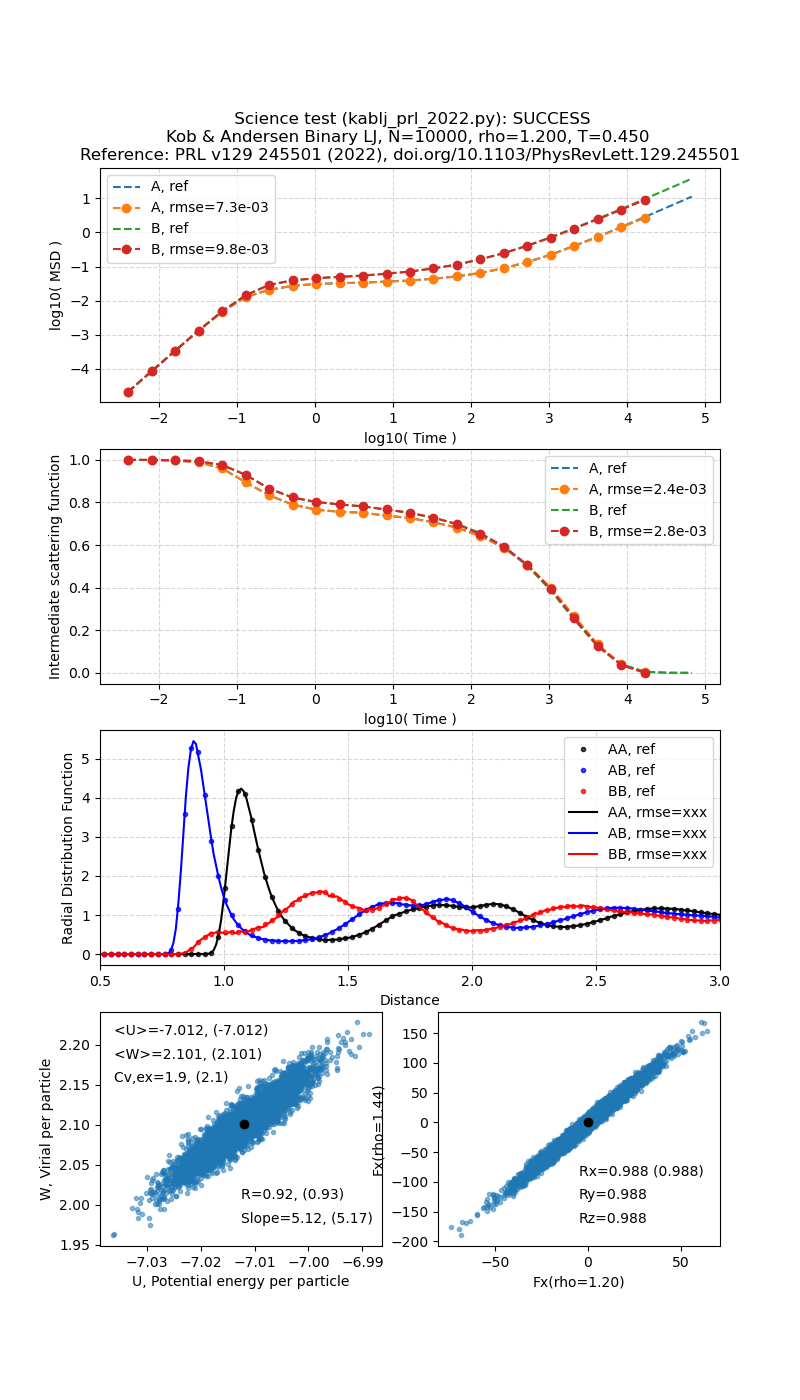 Science test (kablj_prl_2022.py): SUCCESS
Kob & Andersen Binary LJ, N=10000, rho=1.200, T=0.450
Reference: PRL v129 245501 (2022), doi.org/10.1103/PhysRevLett.129.245501
log10( MSD )
1
0
−1
−2
−3
−4
A, ref
A, rmse=7.3e-03
B, ref
B, rmse=9.8e-03
−2 −1 0 1 2 3 4 5
log10( Time )
Intermediate scattering function
1.0
0.8
0.6
0.4
0.2
0.0
A, ref
A, rmse=2.4e-03
B, ref
B, rmse=2.8e-03
−2 −1 0 1 2 3 4 5
log10( Time )
Radial Distribution Function
5
4
3
2
1
0
AA, ref
AB, ref
BB, ref
AA, rmse=xxx
AB, rmse=xxx
BB, rmse=xxx
0.5 1.0 1.5 2.0 2.5 3.0
Distance
W, Virial per particle
2.20
2.15
2.10
2.05
2.00
1.95
<U>=-7.012, (-7.012)
<W>=2.101, (2.101)
Cv,ex=1.9, (2.1)
R=0.92, (0.93)
Slope=5.12, (5.17)
−7.03 −7.02 −7.01 −7.00 −6.99
U, Potential energy per particle
Fx(rho=1.44)
150
100
50
0
−50
−100
−150
−200
Rx=0.988 (0.988)
Ry=0.988
Rz=0.988
−50 0 50
Fx(rho=1.20)